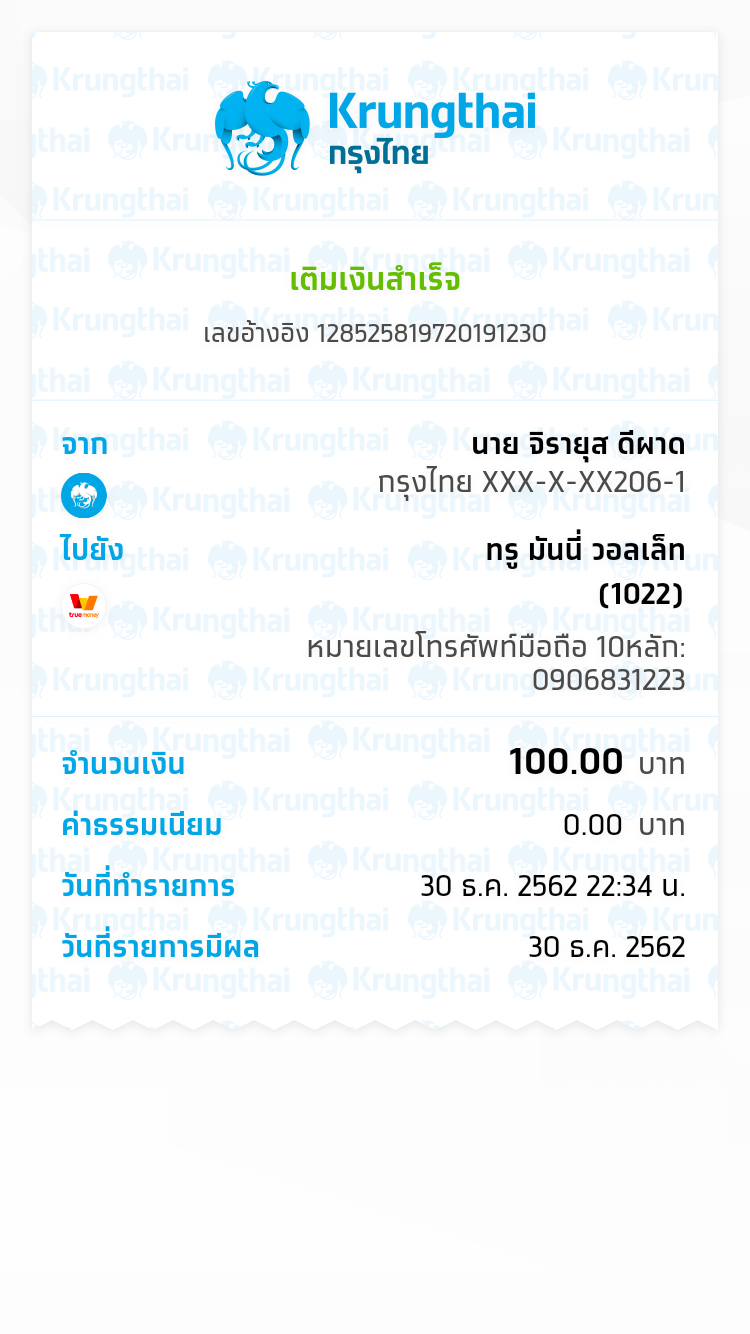 Krungthai
กรุงไทย
เติมเงินสำเร็จ
เลขอ้างอิง 128525819720191230
จาก
นาย จิรายุส ดีผาด
กรุงไทย XXX-X-XX206-1
ไปยัง
ทรู มันนี่ วอลเล็ท
(1022)
true money
หมายเลขโทรศัพท์มือถือ 10หลัก:
0906831223
จำนวนเงิน 100.00 บาท
ค่าธรรมเนียม 0.00 บาท
วันที่ทำรายการ 30 ธ.ค. 2562 22:34 น.
วันที่รายการมีผล 30 ธ.ค. 2562